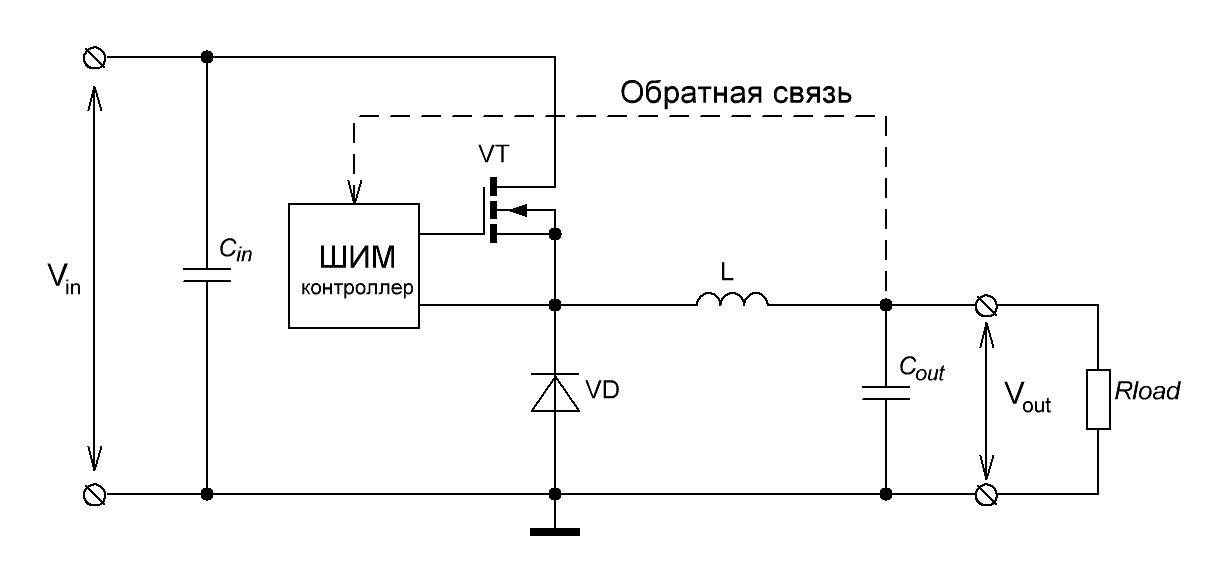 Обратная связь
VT
C in
ШИМ
контроллер
V in
L
C out
VD
V out
Rload